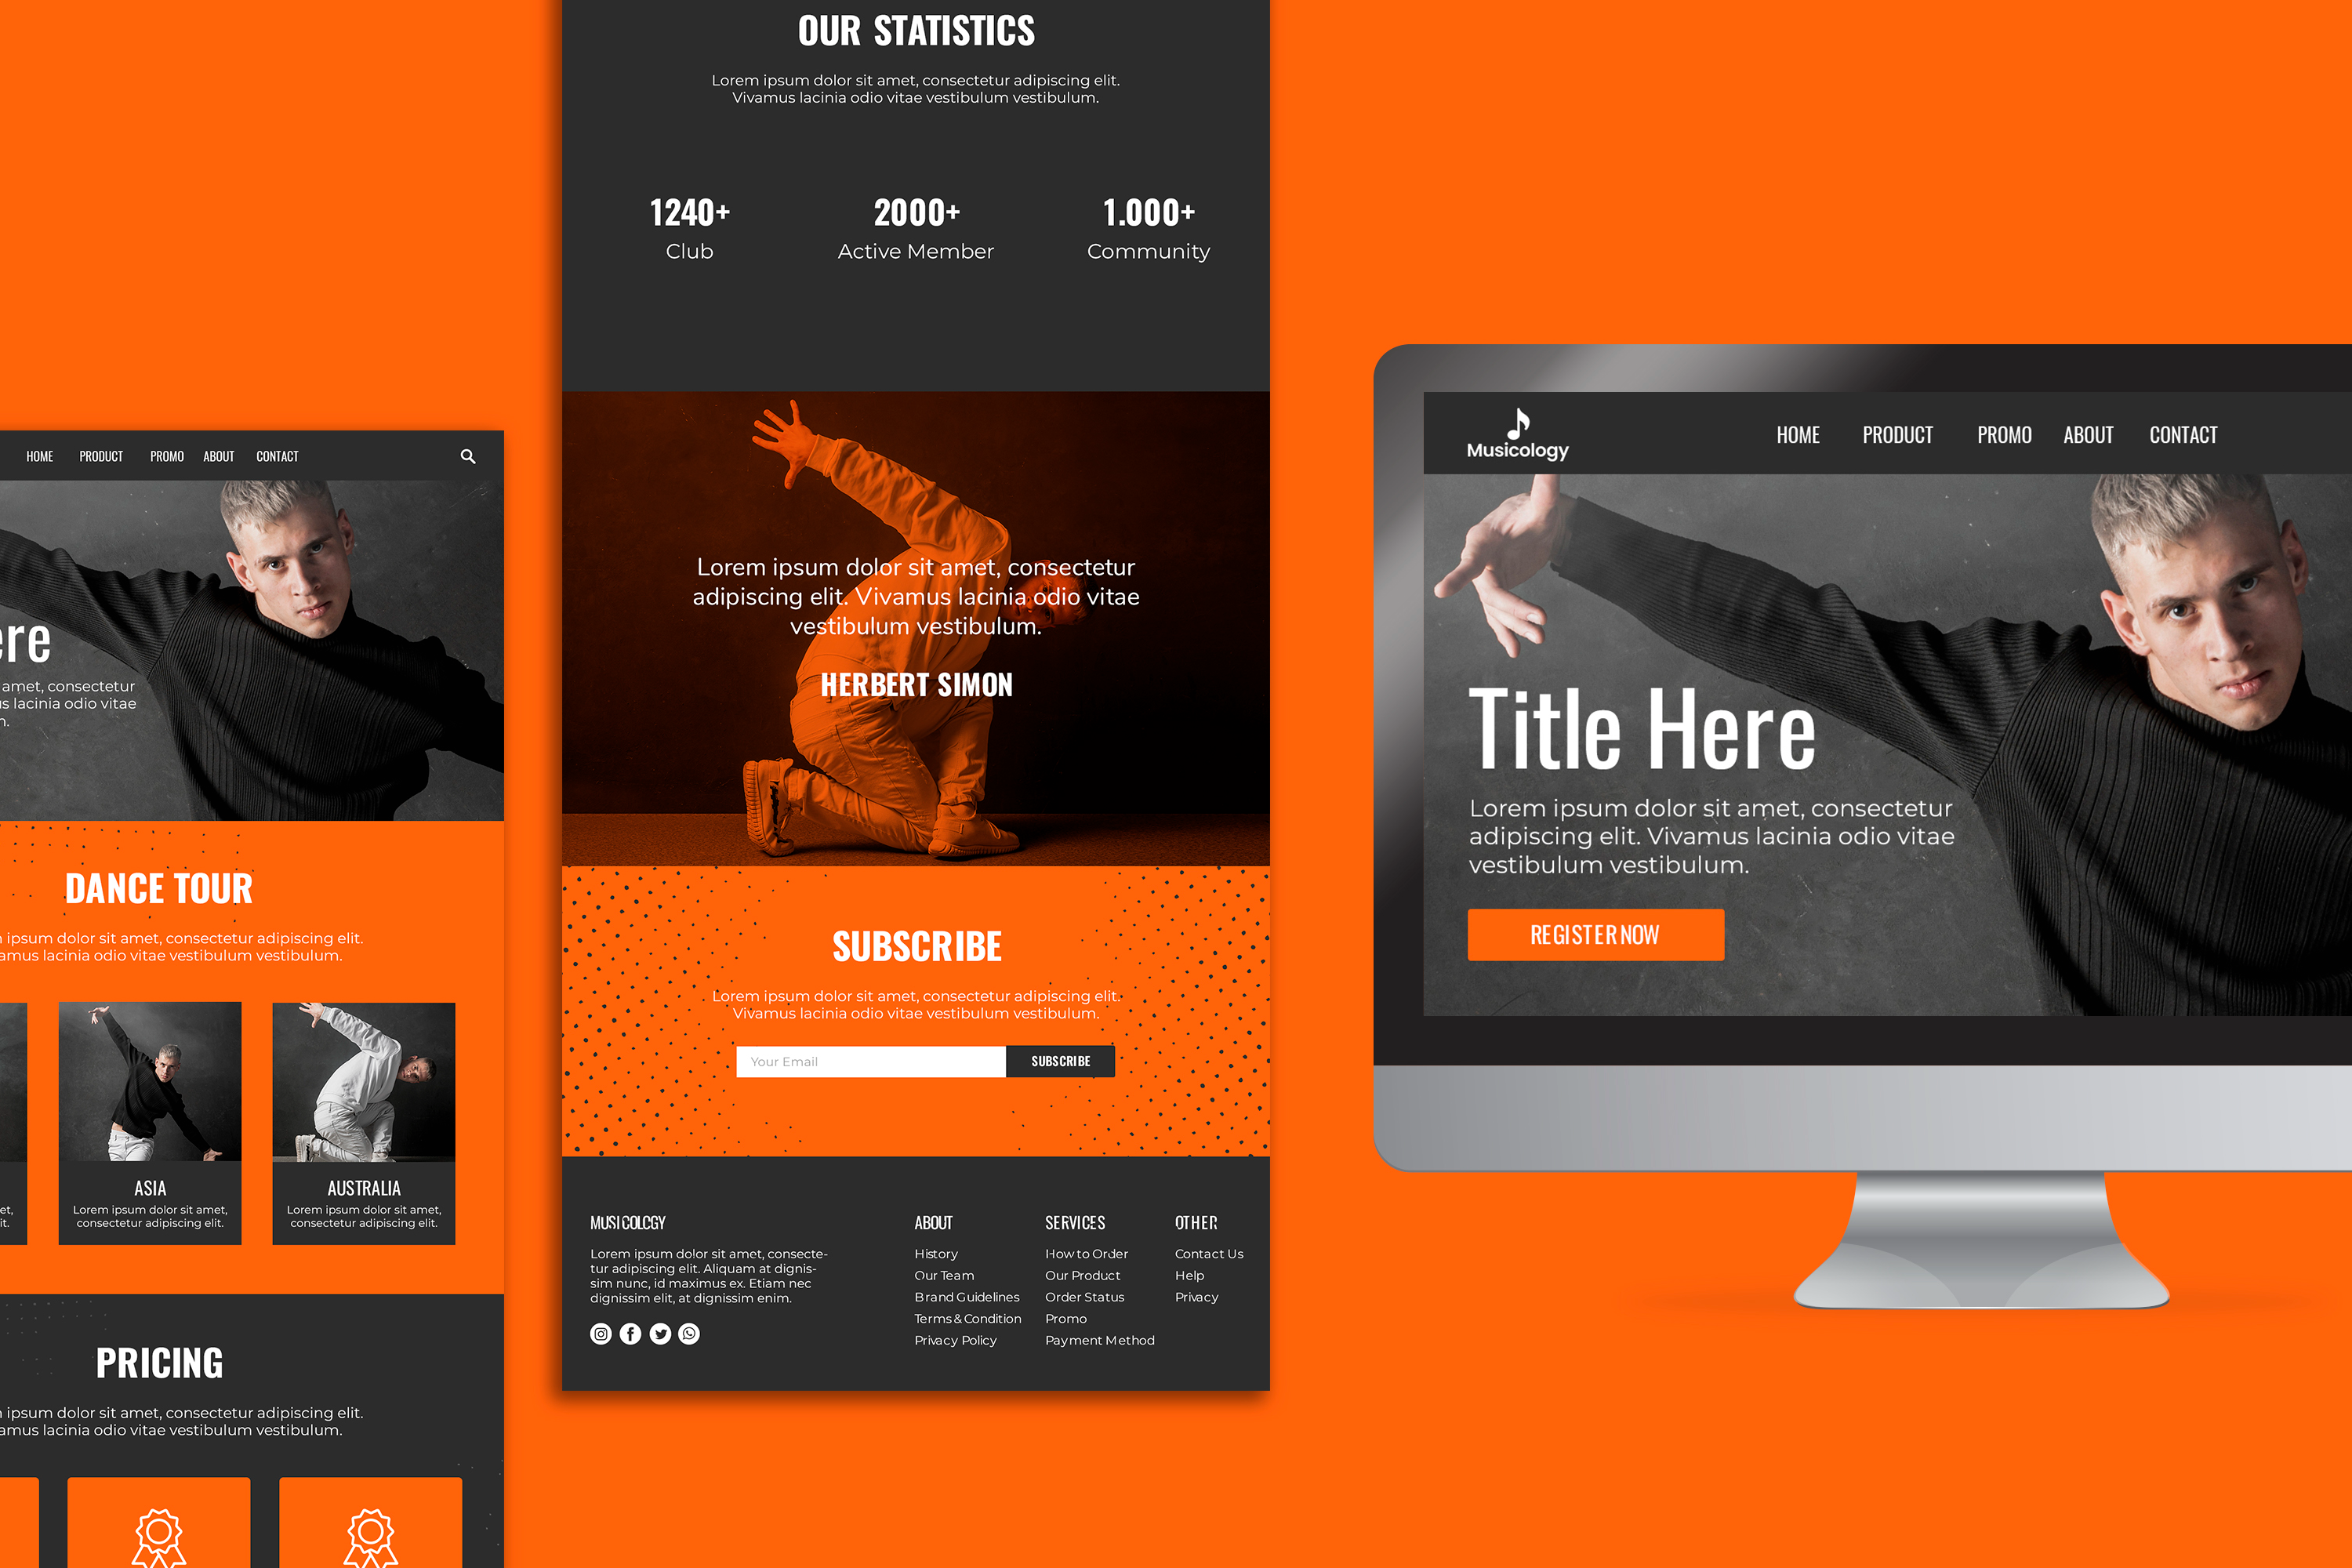 HOME PRODUCT PROMO ABOUT CONTACT
ere
amet, consectetur
lacinia odio vitae
DANCE TOUR
ipsum dolor sit amet, consectetur adipiscing elit.
lacinia odio vitae vestibulum vestibulum.
ASIA
Lorem ipsum dolor sit amet,
consectetur adipiscing elit.
AUSTRALIA
Lorem ipsum dolor sit amet,
consectetur adipiscing elit.
PRICING
ipsum dolor sit amet, consectetur adipiscing elit.
lacinia odio vitae vestibulum vestibulum.
OUR STATISTICS
Lorem ipsum dolor sit amet, consectetur adipiscing elit.
Vivamus lacinia odio vitae vestibulum vestibulum.
1240+
Club
2000+
Active Member
1.000+
Community
Lorem ipsum dolor sit amet, consectetur
adipiscing elit. Vivamus lacinia odio vitae
vestibulum vestibulum.
HERBERT SIMON
SUBSCRIBE
Lorem ipsum dolor sit amet, consectetur adipiscing elit.
Vivamus lacinia odio vitae vestibulum vestibulum.
Your Email
SUBSCRIBE
MUSICOLCGY
Lorem ipsum dolor sit amet, consecte-
tur adipiscing elit. Aliquam at dignis-
sim nunc, id maximus ex. Etiam nec
dignissim elit, at dignissim enim.
ABOUT
History
Our Team
Brand Guidelines
Terms & Condition
Privacy Policy
SERVICES
How to Order
Our Product
Order Status
Promo
Payment Method
OTHER
Contact Us
Help
Privacy
Musicology
HOME PRODUCT PROMO ABOUT CONTACT
Title Here
Lorem ipsum dolor sit amet, consectetur
adipiscing elit. Vivamus lacinia odio vitae
vestibulum vestibulum.
REGISTER NOW